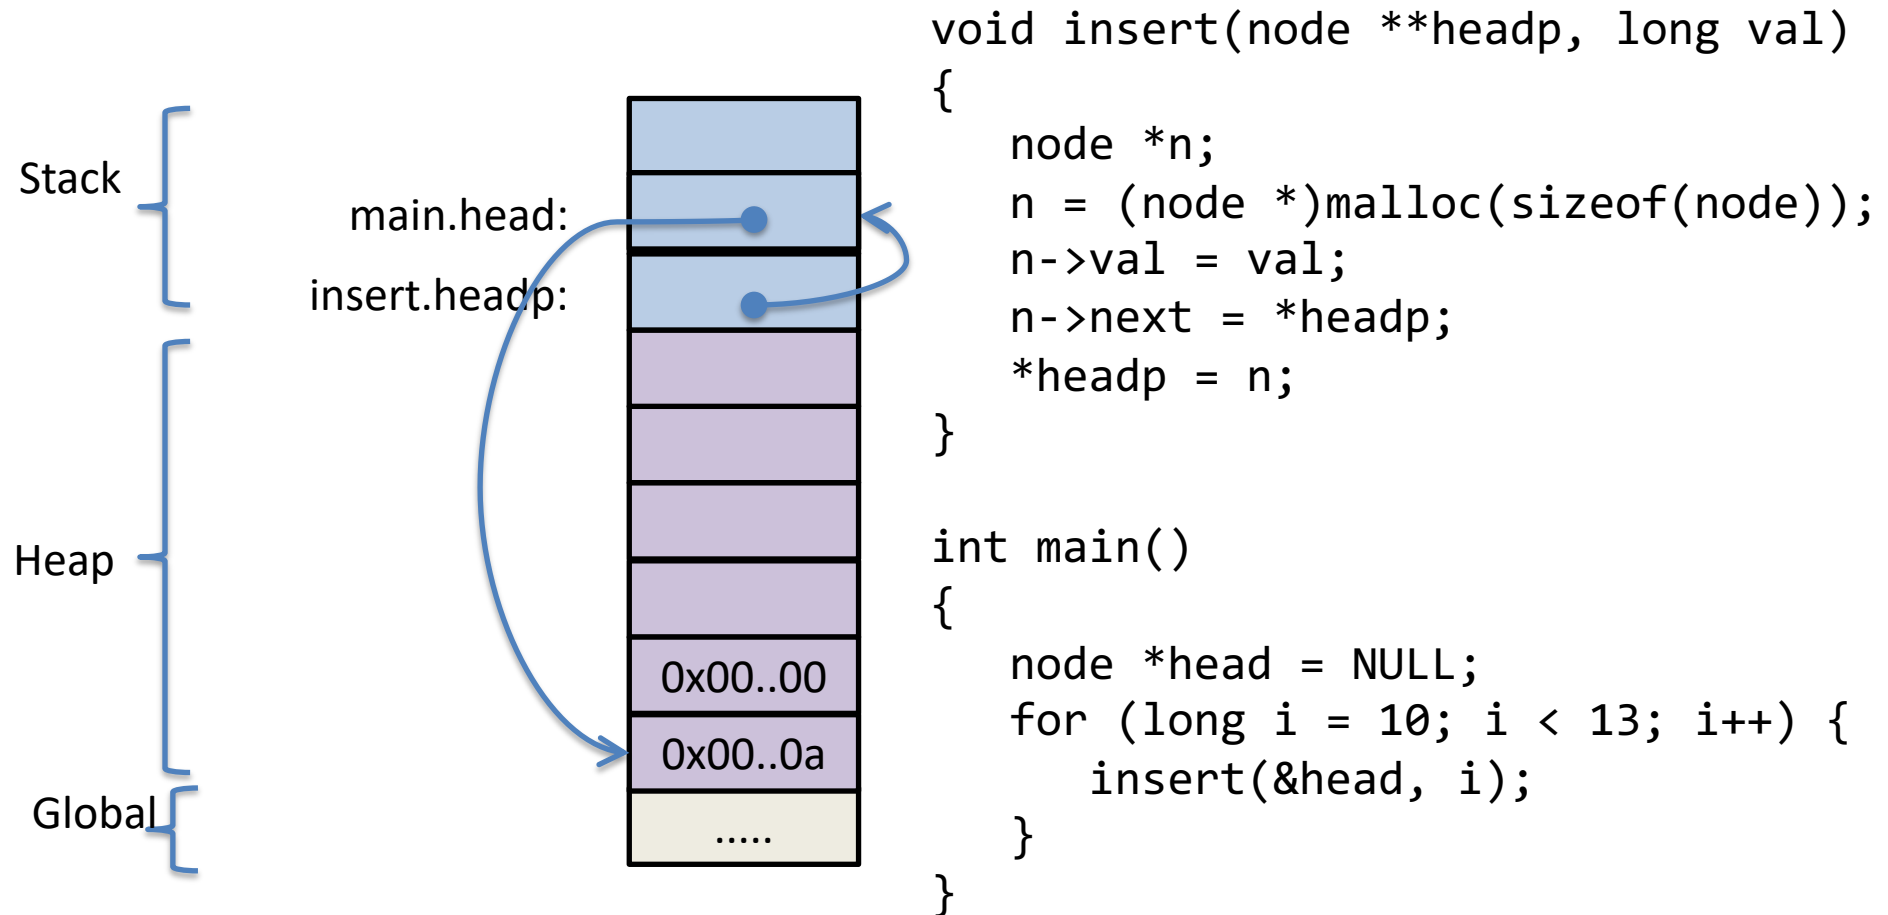 Stack
main.head:
insert.headp:
Heap
0x00..00
0x00..0a
Global
.....
void insert(node **headp, long val)
{
   node *n;
   n = (node *)malloc(sizeof(node));
   n->val = val;
   n->next = *headp;
   *headp = n;
}
int main()
{
   node *head = NULL;
   for (long i = 10; i < 13; i++) {
      insert(&head, i);
   }
}